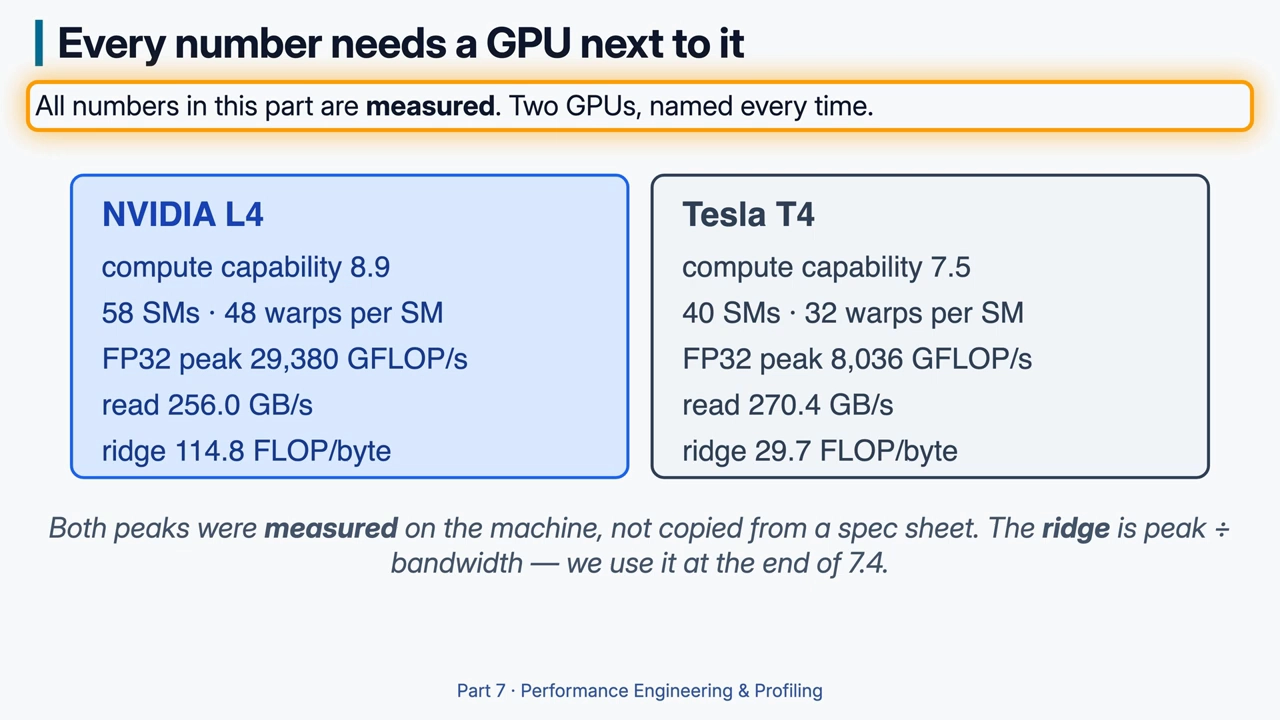 Every number needs a GPU next to it
All numbers in this part are measured. Two GPUs, named every time.
NVIDIA L4
compute capability 8.9
58 SMs · 48 warps per SM
FP32 peak 29,380 GFLOP/s
read 256.0 GB/s
ridge 114.8 FLOP/byte
Tesla T4
compute capability 7.5
40 SMs · 32 warps per SM
FP32 peak 8,036 GFLOP/s
read 270.4 GB/s
ridge 29.7 FLOP/byte
Both peaks were measured on the machine, not copied from a spec sheet. The ridge is peak ÷
bandwidth — we use it at the end of 7.4.
Part 7 · Performance Engineering & Profiling